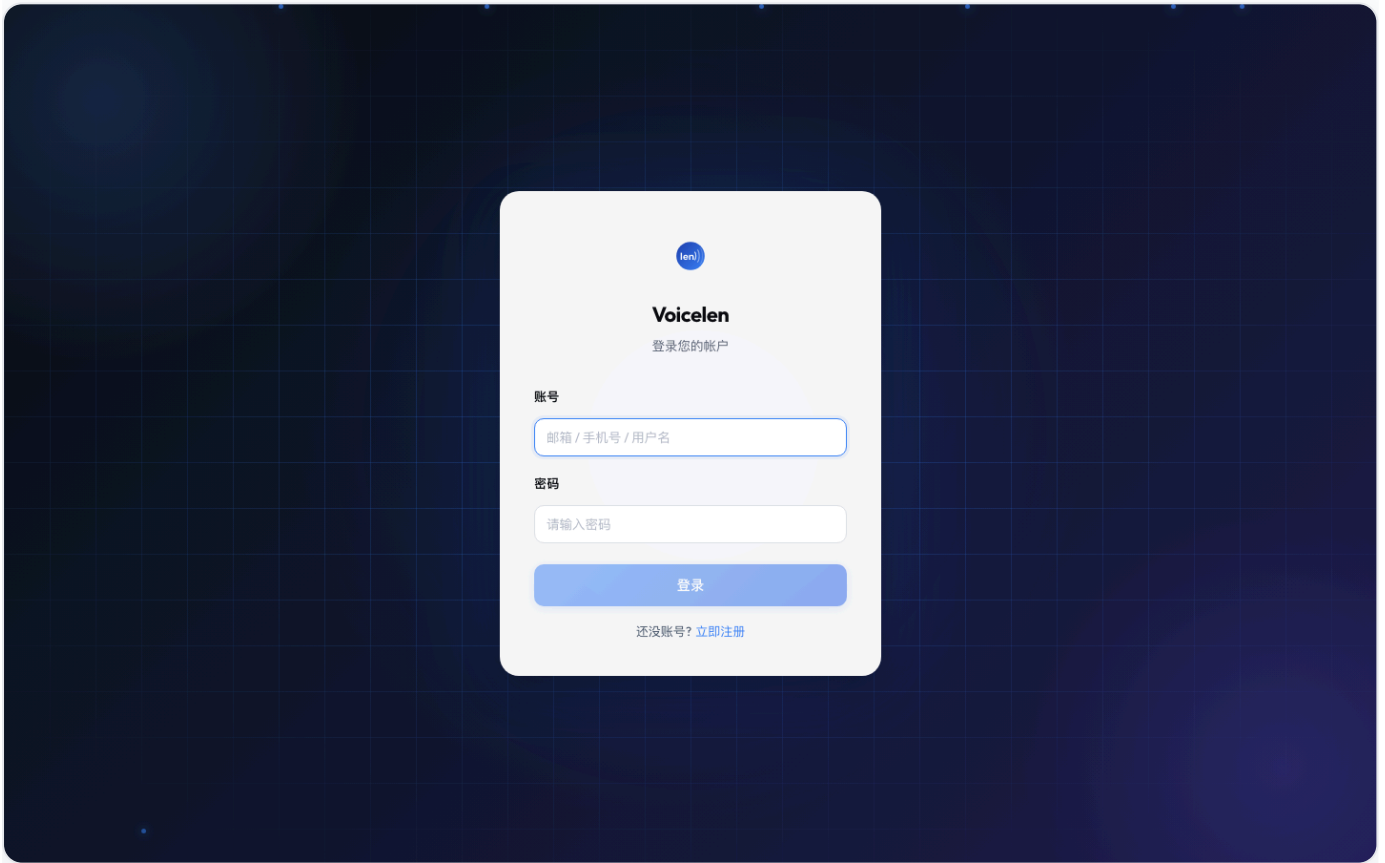 len
Voicelen
登录您的帐户
账号
邮箱 / 手机号 / 用户名
密码
请输入密码
登录
还没账号? 立即注册